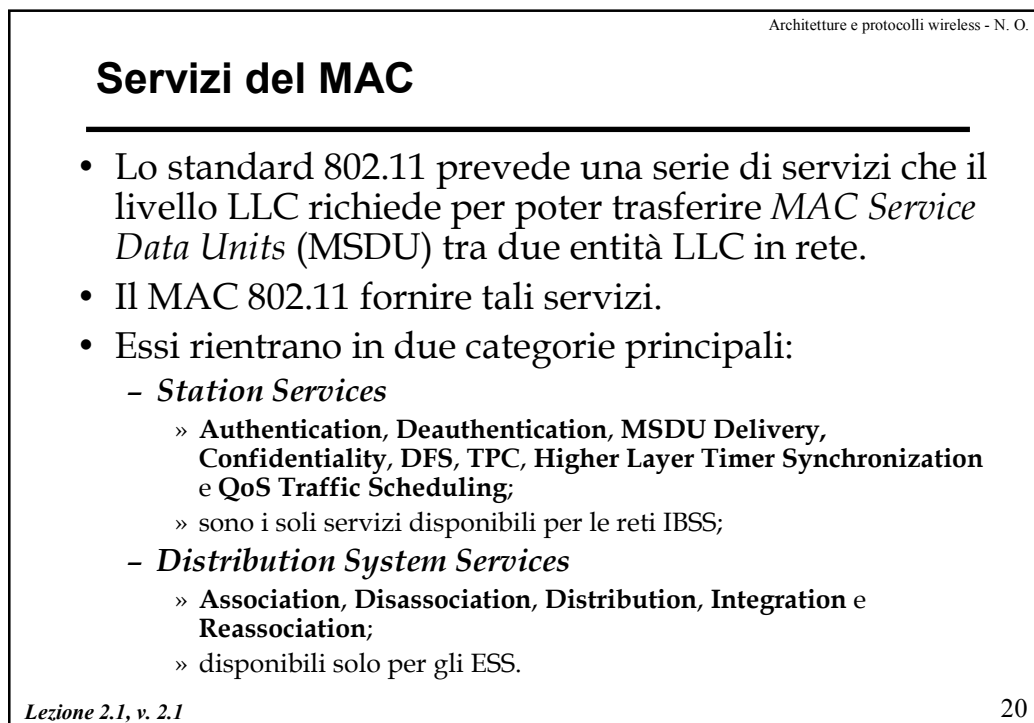 Architetture e protocolli wireless - N. O.
Servizi del MAC
• Lo standard 802.11 prevede una serie di servizi che il
livello LLC richiede per poter trasferire MAC Service
Data Units (MSDU) tra due entità LLC in rete.
• Il MAC 802.11 fornire tali servizi.
• Essi rientrano in due categorie principali:
– Station Services
» Authentication, Deauthentication, MSDU Delivery,
Confidentiality, DFS, TPC, Higher Layer Timer Synchronization
e QoS Traffic Scheduling;
» sono i soli servizi disponibili per le reti IBSS;
– Distribution System Services
» Association, Disassociation, Distribution, Integration e
Reassociation;
» disponibili solo per gli ESS.
Lezione 2.1, v. 2.1
20